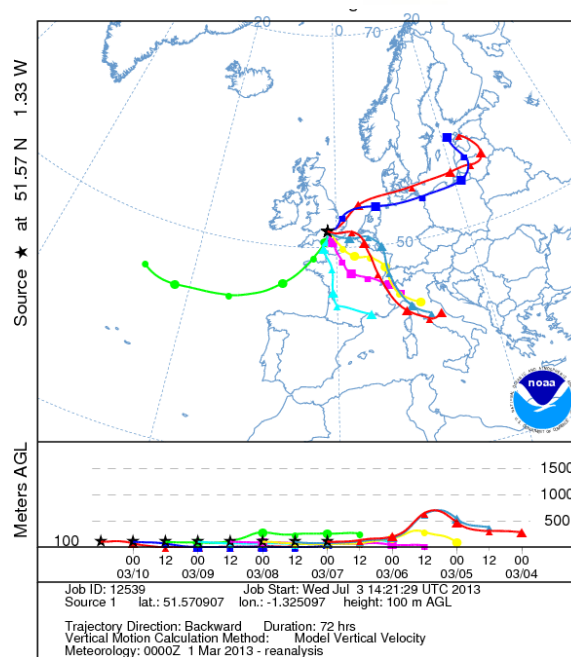 20
0
70
20
Source ★ at 51.57 N 1.33 W
50
40
noaa
Meters AGL
1500
1000
500
100
00 12 00 12 00 12 00 12 00 12 00 12 00
03/10 03/09 03/08 03/07 03/06 03/05 03/04
Job ID: 12539 Job Start: Wed Jul 3 14:21:29 UTC 2013
Source 1 lat.: 51.570907 lon.: -1.325097 height: 100 m AGL
Trajectory Direction: Backward Duration: 72 hrs
Vertical Motion Calculation Method: Model Vertical Velocity
Meteorology: 0000Z 1 Mar 2013 - reanalysis